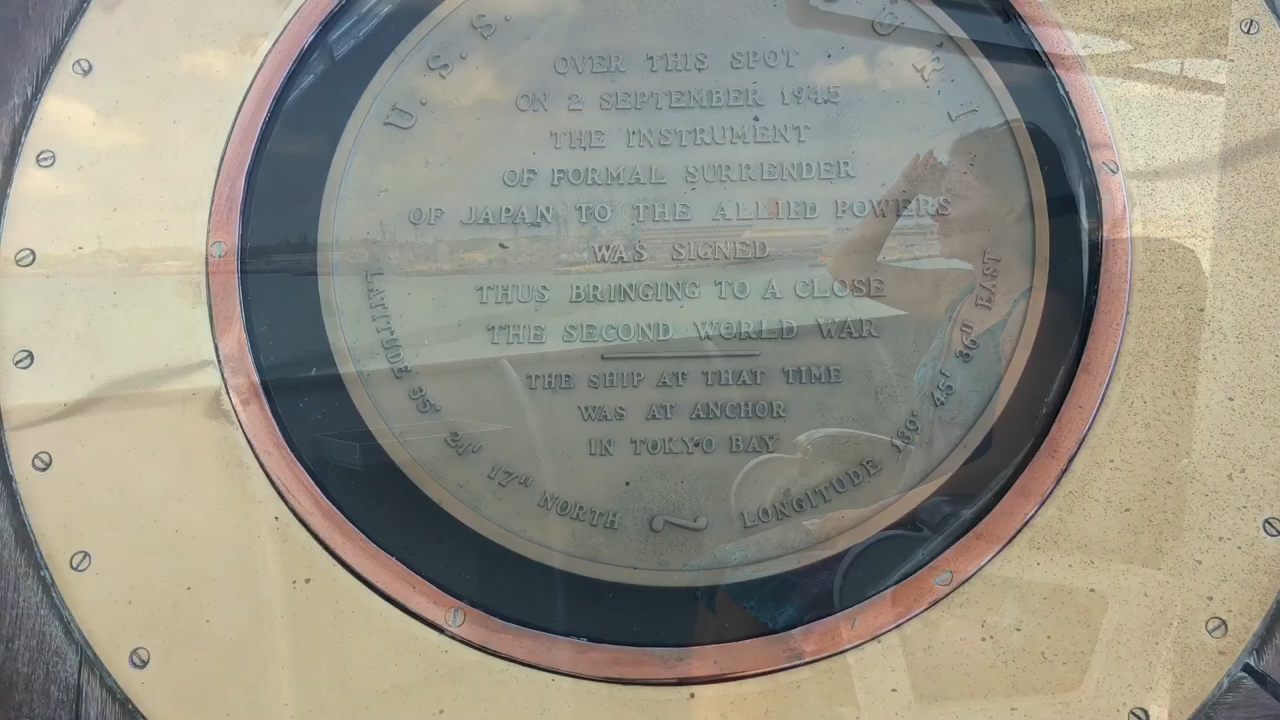 U.S.S. 
OVER THIS SPOT
ON 2 SEPTEMBER 1945
THE INSTRUMENT
OF FORMAL SURRENDER
OF JAPAN TO THE ALLIED POWERS
WAS SIGNED
THUS BRINGING TO A CLOSE
THE SECOND WORLD WAR
THE SHIP AT THAT TIME
WAS AT ANCHOR
IN TOKYO BAY
LATITUDE 35° 21' 17" NORTH ~ LONGITUDE 139° 45' 36" EAST